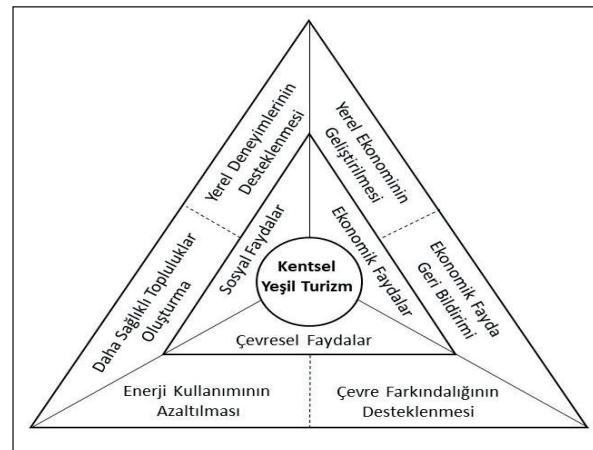 Yerel Deneyimlerinin
Desteklenmesi
Yerel Ekonominin
Geliştirilmesi
Daha Sağlıklı Topluluklar
Oluşturma
Sosyal Faydalar
Kentsel
Yeşil Turizm
Ekonomik Faydalar
Ekonomik Fayda
Geri Bildirimi
Çevresel Faydalar
Enerji Kullanımının
Azaltılması
Çevre Farkındalığının
Desteklenmesi